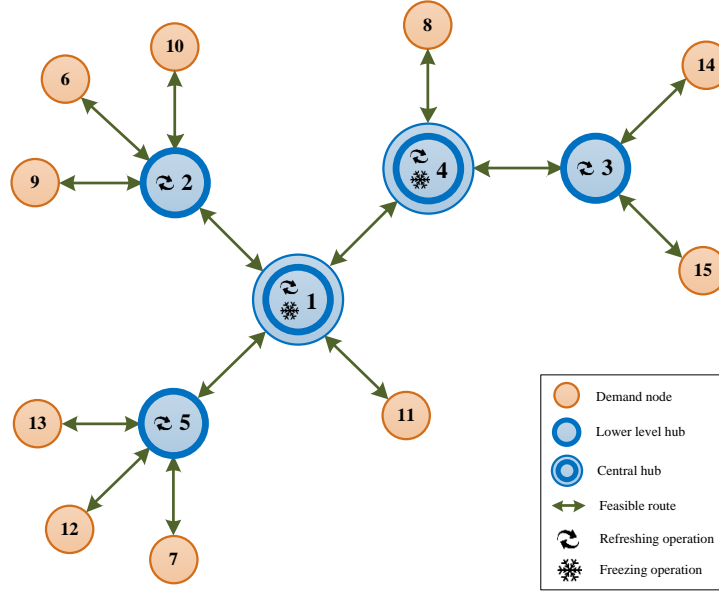 8
10
14
6
9
2
4
3
15
1
11
13
5
12
7
Demand node
Lower level hub
Central hub
Feasible route
Refreshing operation
Freezing operation